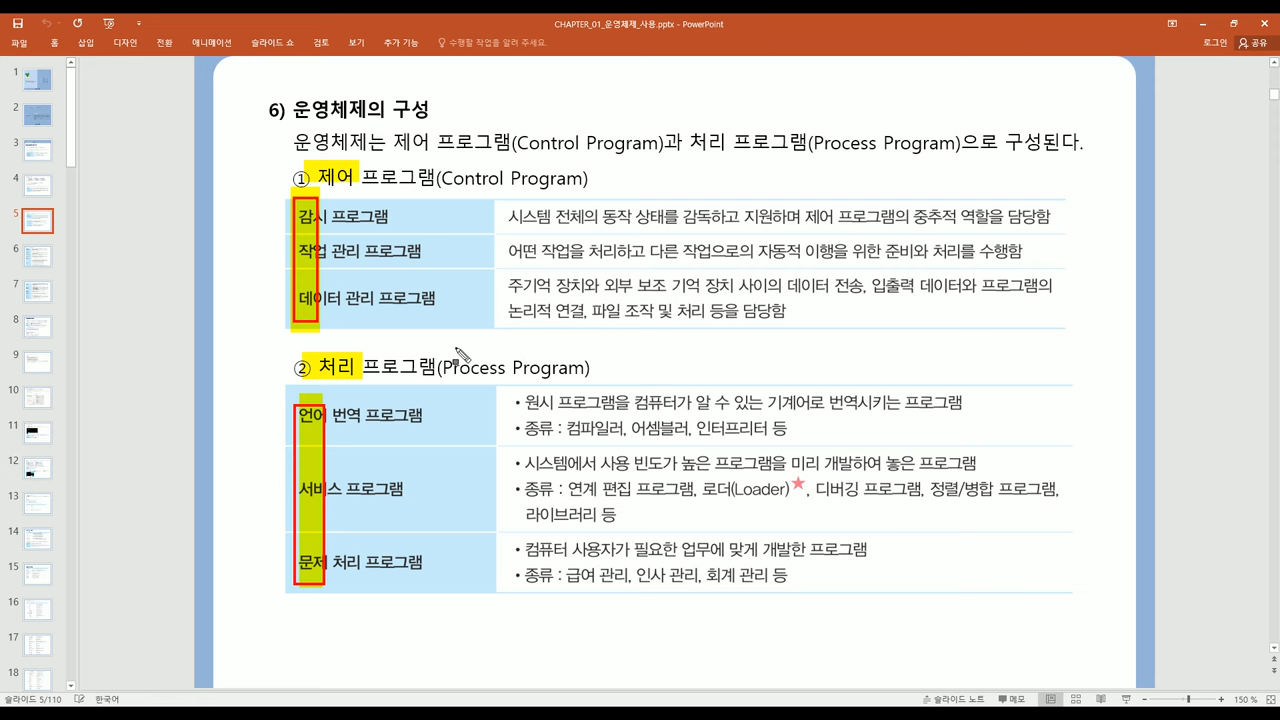 CHAPTER_01_운영체제_사용.pptx - PowerPoint
파일 홈 삽입 디자인 전환 애니메이션 슬라이드 쇼 검토 보기 추가 기능 수행할 작업을 알려 주세요. 로그인 공유
1
2
3
4
5
6
7
8
9
10
11
12
13
14
15
16
17
18
6) 운영체제의 구성
운영체제는 제어 프로그램(Control Program)과 처리 프로그램(Process Program)으로 구성된다.
① 제어 프로그램(Control Program)
감시 프로그램 시스템 전체의 동작 상태를 감독하고 지원하며 제어 프로그램의 중추적 역할을 담당함
작업 관리 프로그램 어떤 작업을 처리하고 다른 작업으로의 자동적 이행을 위한 준비와 처리를 수행함
데이터 관리 프로그램 주기억 장치와 외부 보조 기억 장치 사이의 데이터 전송, 입출력 데이터와 프로그램의
논리적 연결, 파일 조작 및 처리 등을 담당함
② 처리 프로그램(Process Program)
언어 번역 프로그램 • 원시 프로그램을 컴퓨터가 알 수 있는 기계어로 번역시키는 프로그램
• 종류 : 컴파일러, 어셈블러, 인터프리터 등
서비스 프로그램 • 시스템에서 사용 빈도가 높은 프로그램을 미리 개발하여 놓은 프로그램
• 종류 : 연계 편집 프로그램, 로더(Loader)★, 디버깅 프로그램, 정렬/병합 프로그램,
라이브러리 등
문제 처리 프로그램 • 컴퓨터 사용자가 필요한 업무에 맞게 개발한 프로그램
• 종류 : 급여 관리, 인사 관리, 회계 관리 등
슬라이드 5/110 한국어 슬라이드 노트 메모 150 %